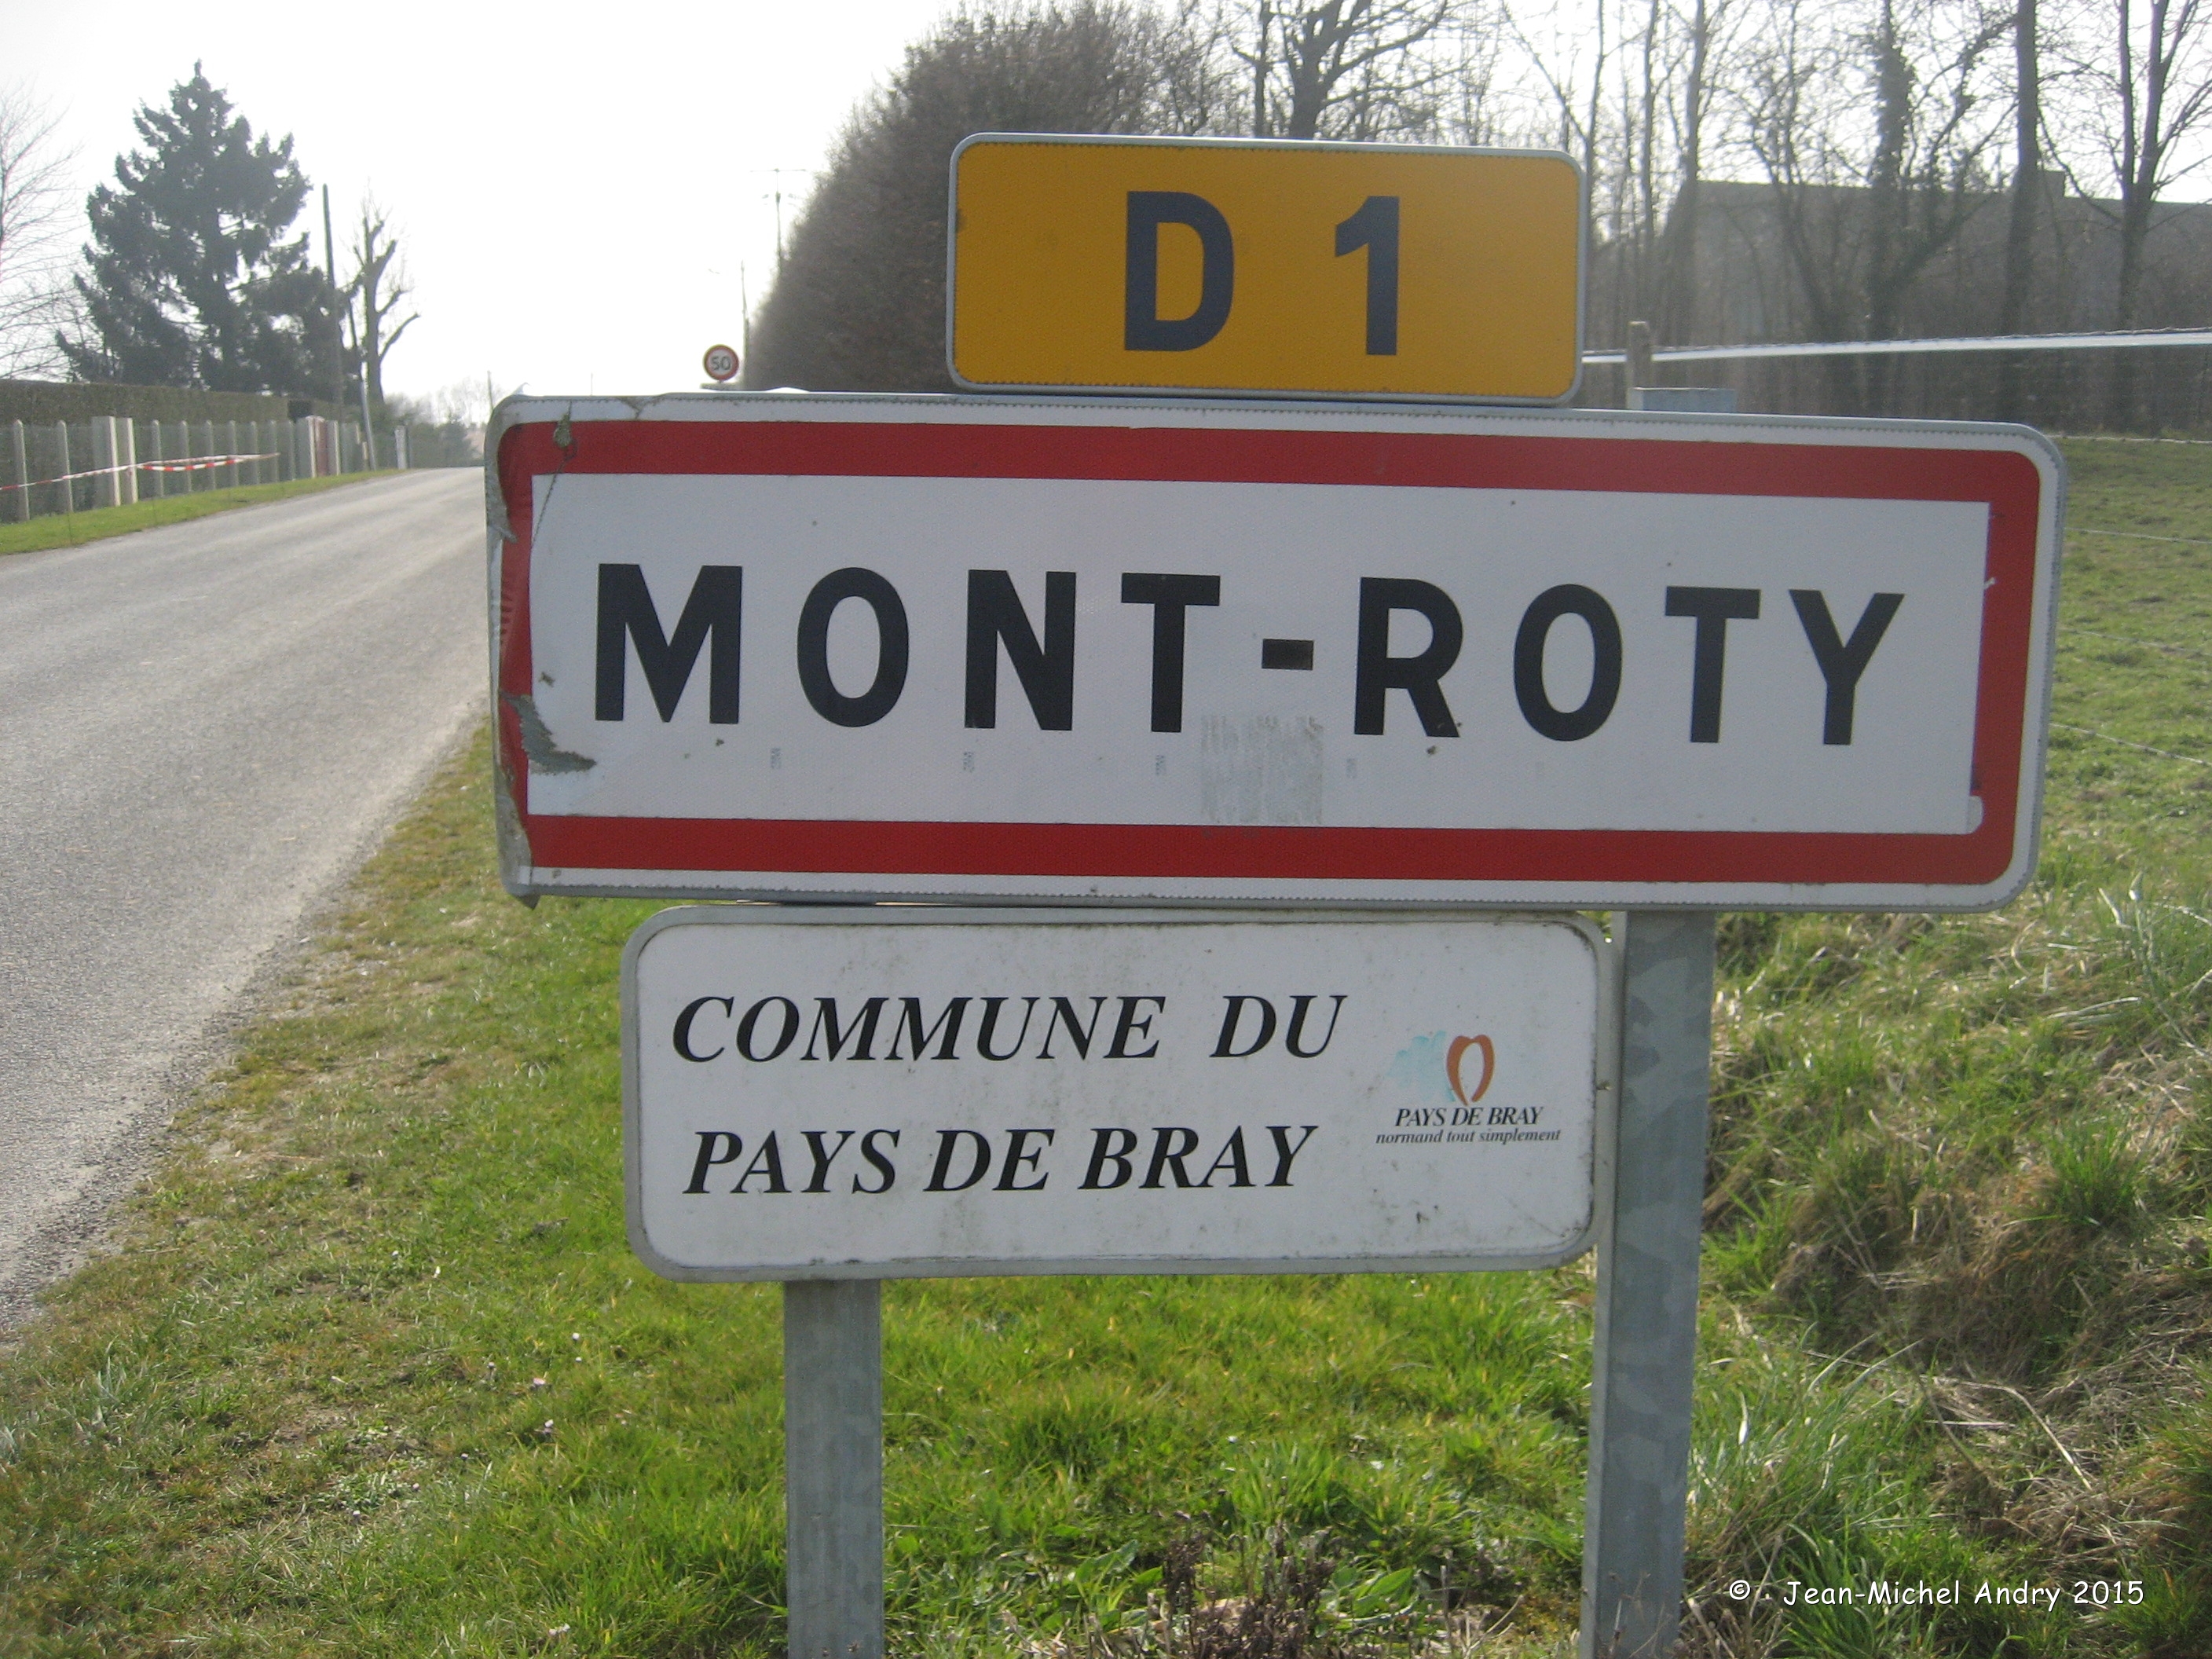 D 1
50
MONT-ROTY
COMMUNE DU
PAYS DE BRAY
PAYS DE BRAY
normand tout simplement
© Jean-Michel Andry 2015